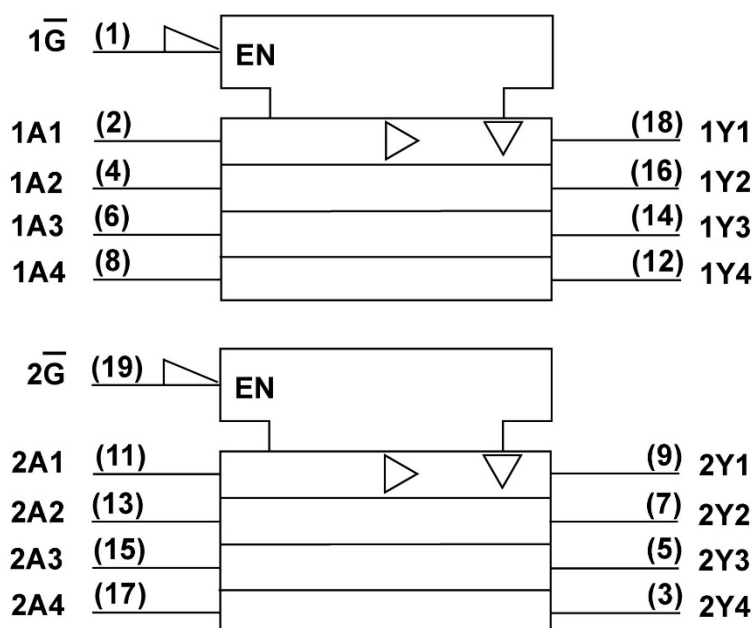 1G̅ (1) EN
1A1 (2) (18) 1Y1
1A2 (4) (16) 1Y2
1A3 (6) (14) 1Y3
1A4 (8) (12) 1Y4
2G̅ (19) EN
2A1 (11) (9) 2Y1
2A2 (13) (7) 2Y2
2A3 (15) (5) 2Y3
2A4 (17) (3) 2Y4